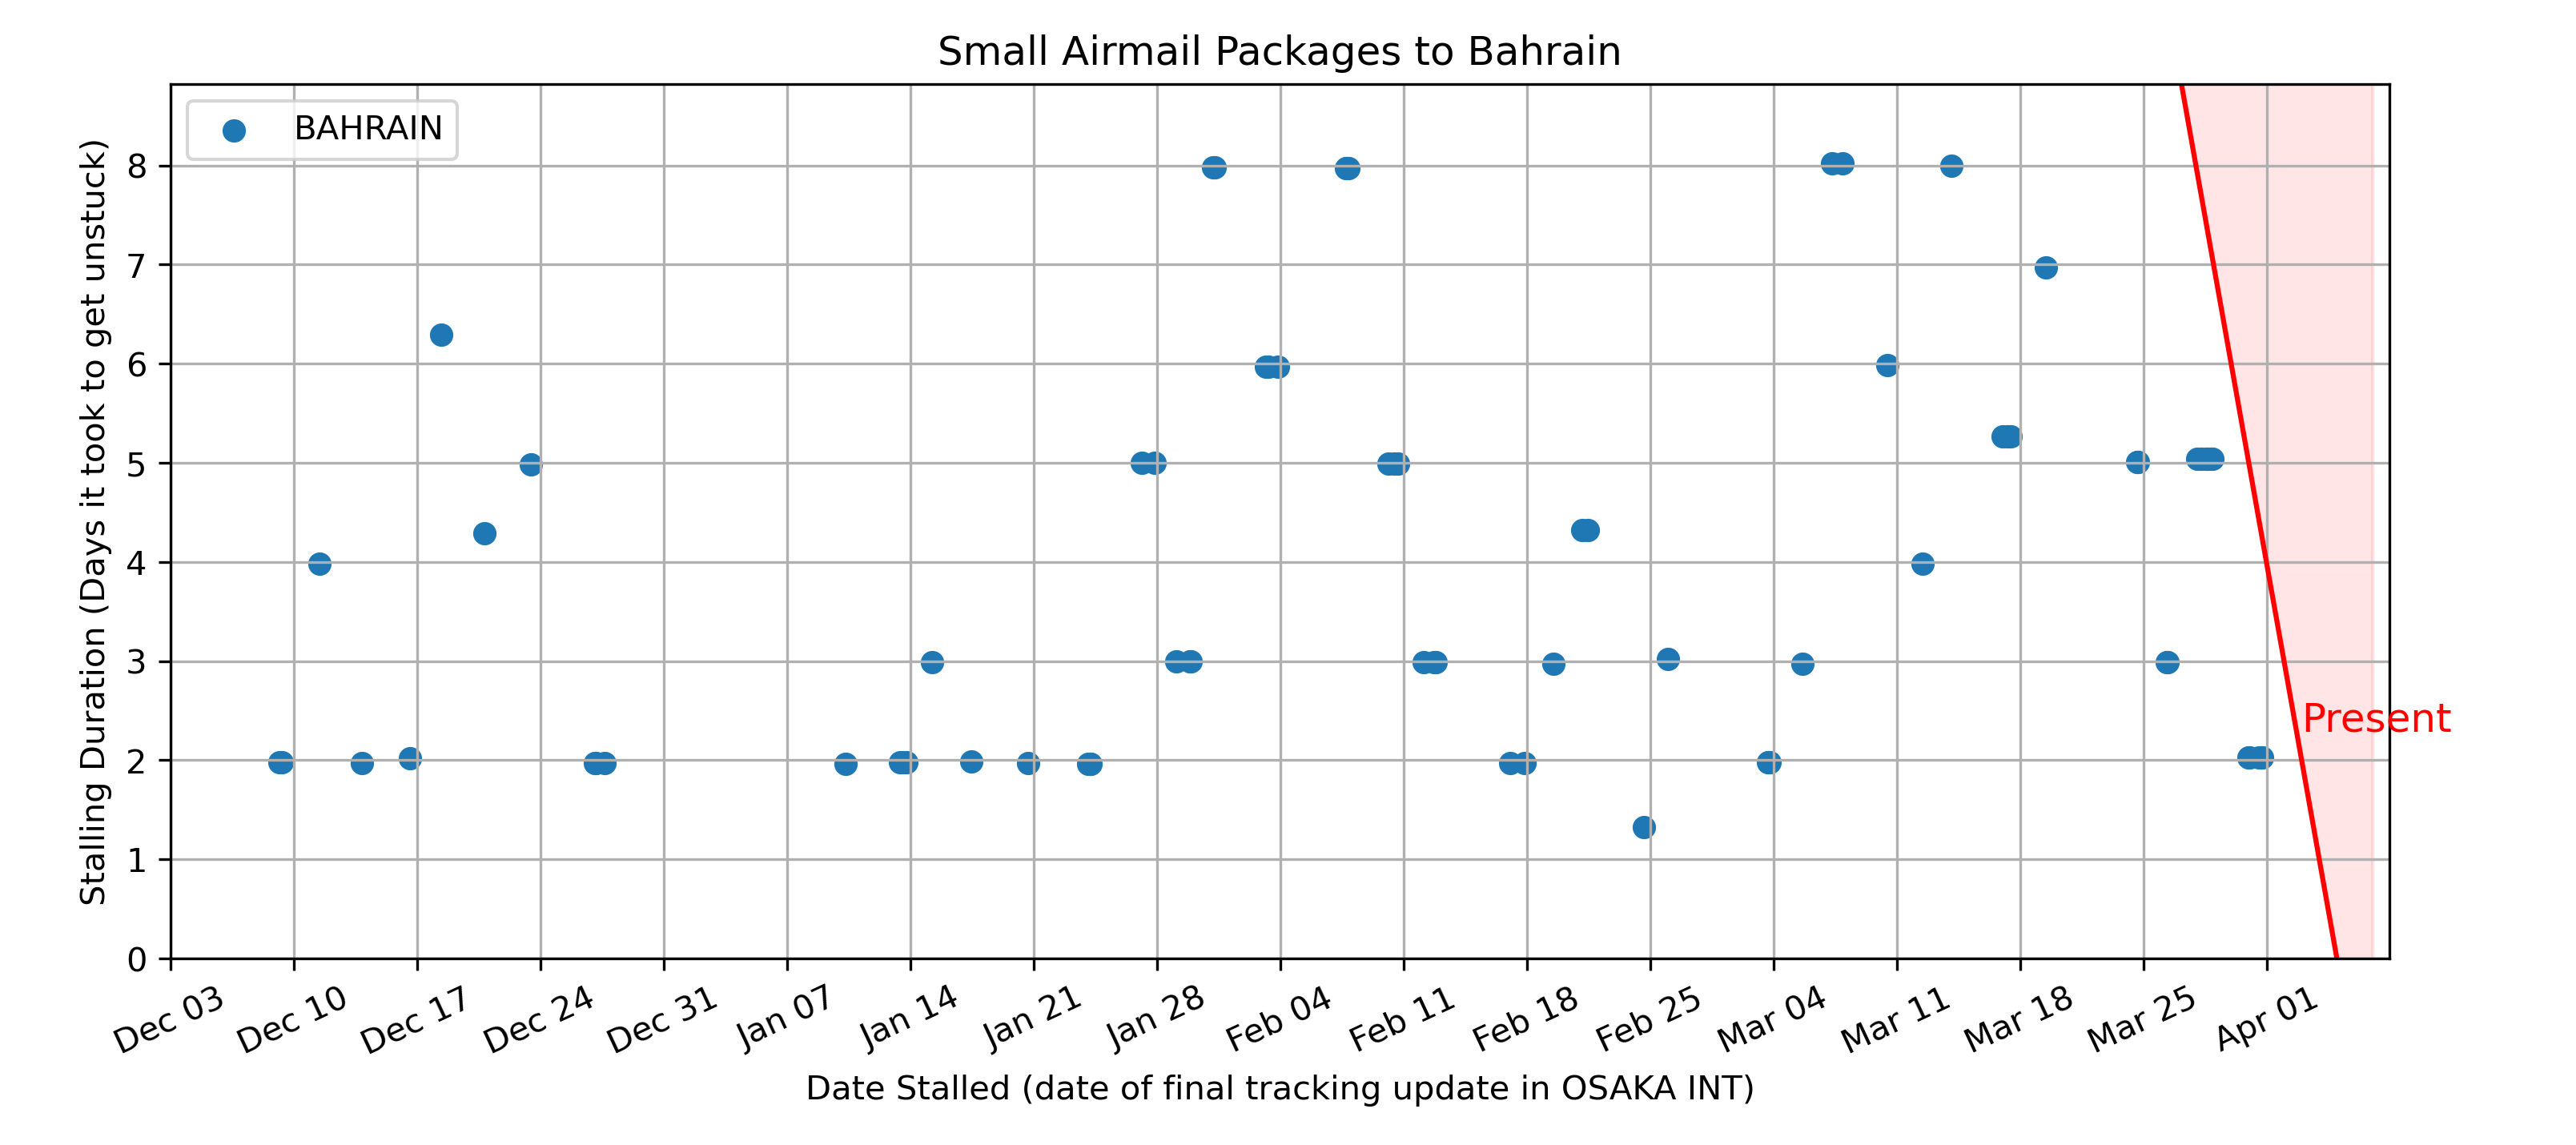 Small Airmail Packages to Bahrain
BAHRAIN
Stalling Duration (Days it took to get unstuck)
8
7
6
5
4
3
2
1
0
Present
Dec 03
Dec 10
Dec 17
Dec 24
Dec 31
Jan 07
Jan 14
Jan 21
Jan 28
Feb 04
Feb 11
Feb 18
Feb 25
Mar 04
Mar 11
Mar 18
Mar 25
Apr 01
Date Stalled (date of final tracking update in OSAKA INT)